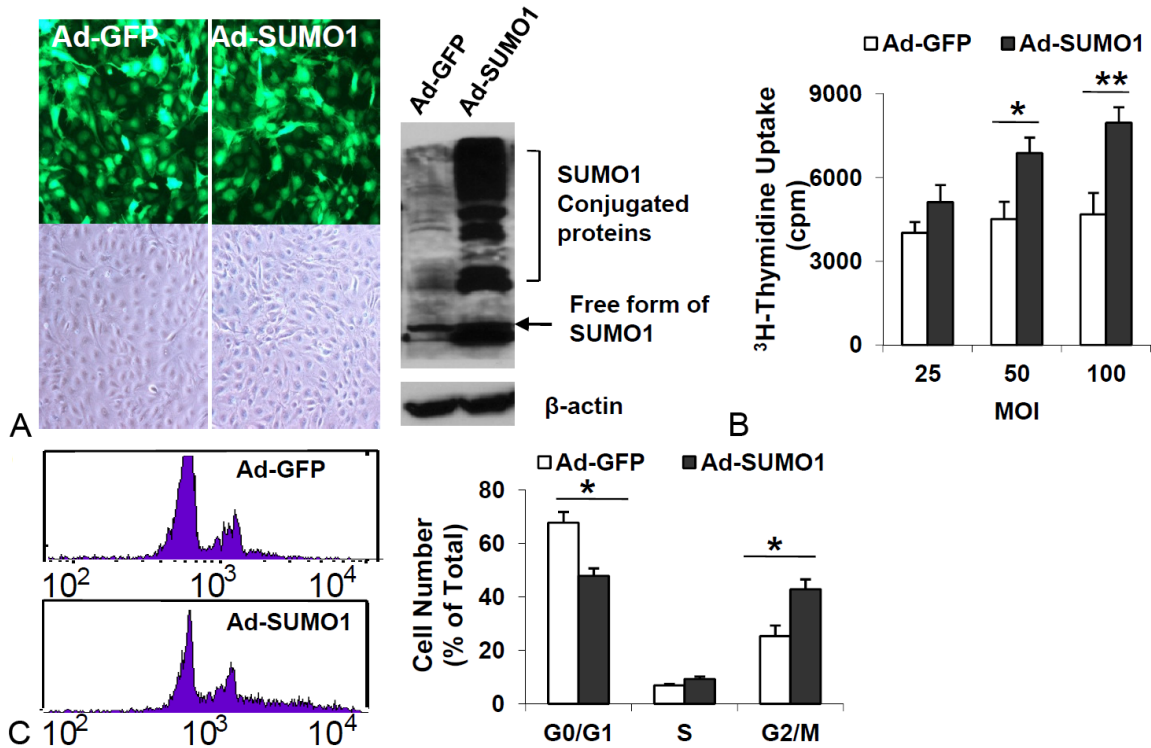 Ad-GFP
Ad-SUMO1
Ad-GFP
Ad-SUMO1
SUMO1
Conjugated
proteins
Free form of
SUMO1
β-actin
A
Ad-GFP
Ad-SUMO1
³H-Thymidine Uptake
(cpm)
9000
6000
3000
0
*
**
25
50
100
MOI
B
Ad-GFP
10²
10³
10⁴
Ad-SUMO1
10²
10³
10⁴
C
Ad-GFP
Ad-SUMO1
Cell Number
(% of Total)
80
60
40
20
0
*
*
G0/G1
S
G2/M